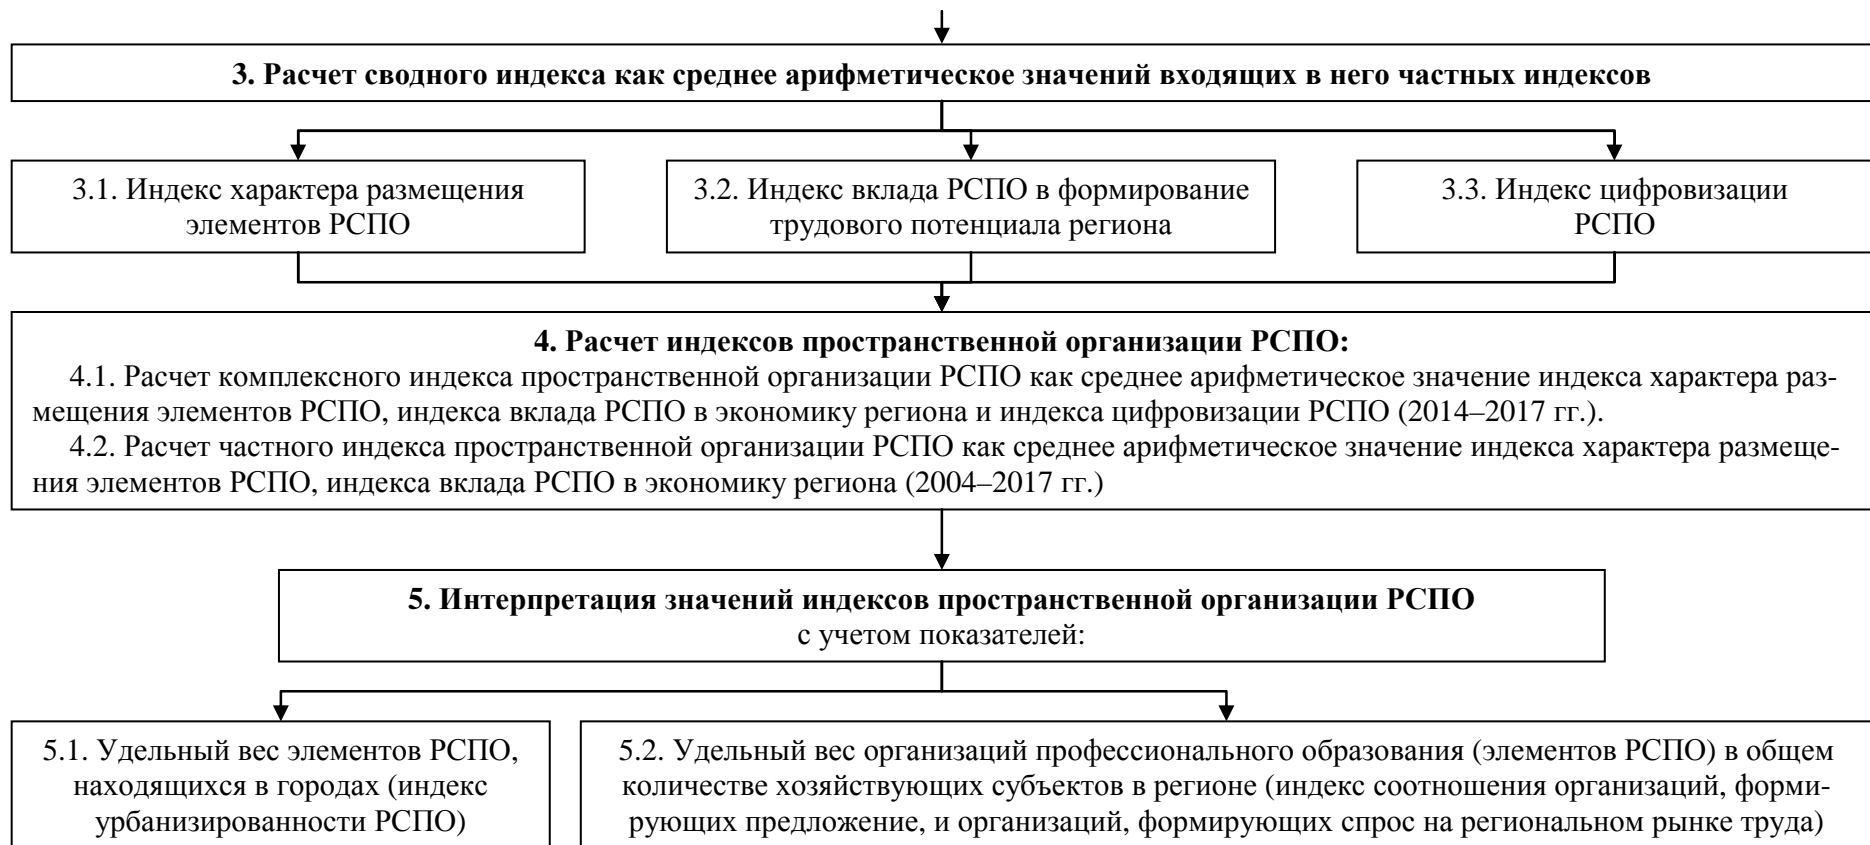 3. Расчет сводного индекса как среднее арифметическое значений входящих в него частных индексов
3.1. Индекс характера размещения
элементов РСПО
3.2. Индекс вклада РСПО в формирование
трудового потенциала региона
3.3. Индекс цифровизации
РСПО
4. Расчет индексов пространственной организации РСПО:
4.1. Расчет комплексного индекса пространственной организации РСПО как среднее арифметическое значение индекса характера раз-
мещения элементов РСПО, индекса вклада РСПО в экономику региона и индекса цифровизации РСПО (2014–2017 гг.).
4.2. Расчет частного индекса пространственной организации РСПО как среднее арифметическое значение индекса характера размеще-
ния элементов РСПО, индекса вклада РСПО в экономику региона (2004–2017 гг.)
5. Интерпретация значений индексов пространственной организации РСПО
с учетом показателей:
5.1. Удельный вес элементов РСПО,
находящихся в городах (индекс
урбанизированности РСПО)
5.2. Удельный вес организаций профессионального образования (элементов РСПО) в общем
количестве хозяйствующих субъектов в регионе (индекс соотношения организаций, форми-
рующих предложение, и организаций, формирующих спрос на региональном рынке труда)